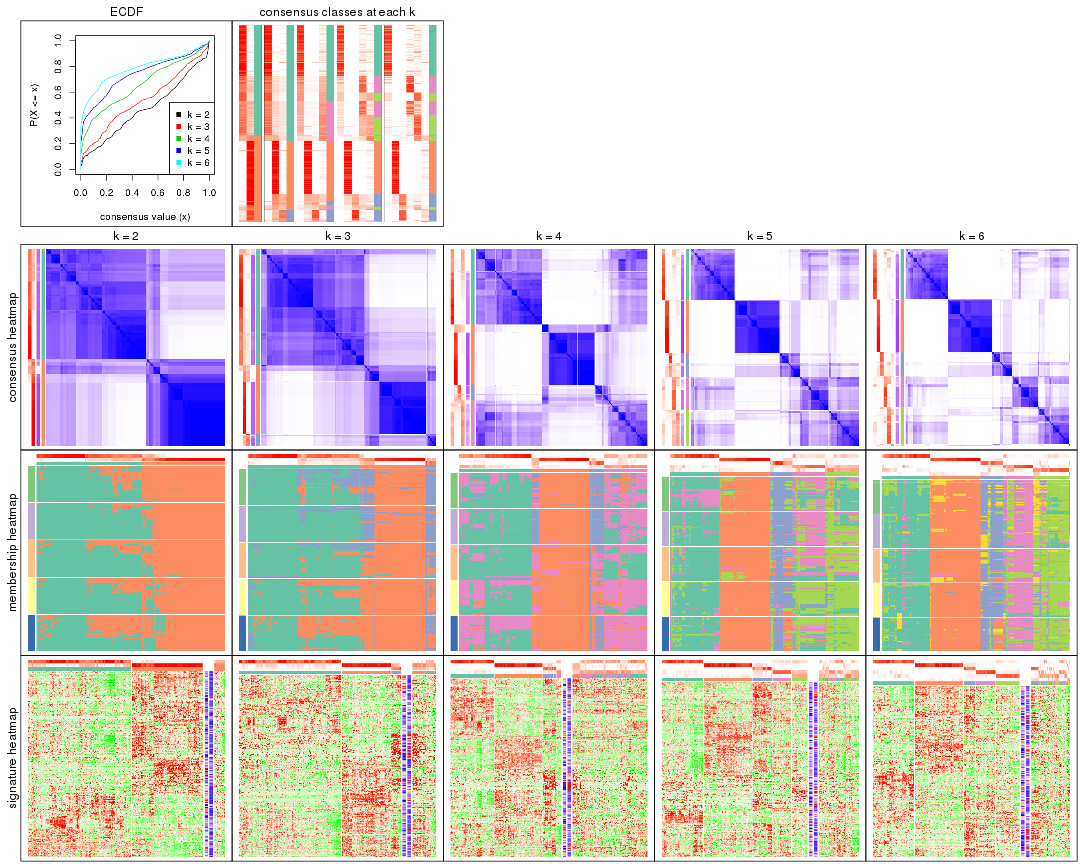 ECDF
consensus classes at each k
P(X <= x)
0.0 0.2 0.4 0.6 0.8 1.0
k = 2
k = 3
k = 4
k = 5
k = 6
0.0 0.2 0.4 0.6 0.8 1.0
consensus value (x)
k = 2 k = 3 k = 4 k = 5 k = 6
consensus heatmap
membership heatmap
signature heatmap